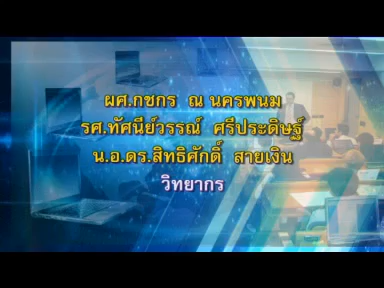 ผศ.กชกร  ณ นครพนม
รศ.ทัศนีย์วรรณ์  ศรีประดิษฐ์
น.อ.ดร.สิทธิศักดิ์  สายเงิน
วิทยากร